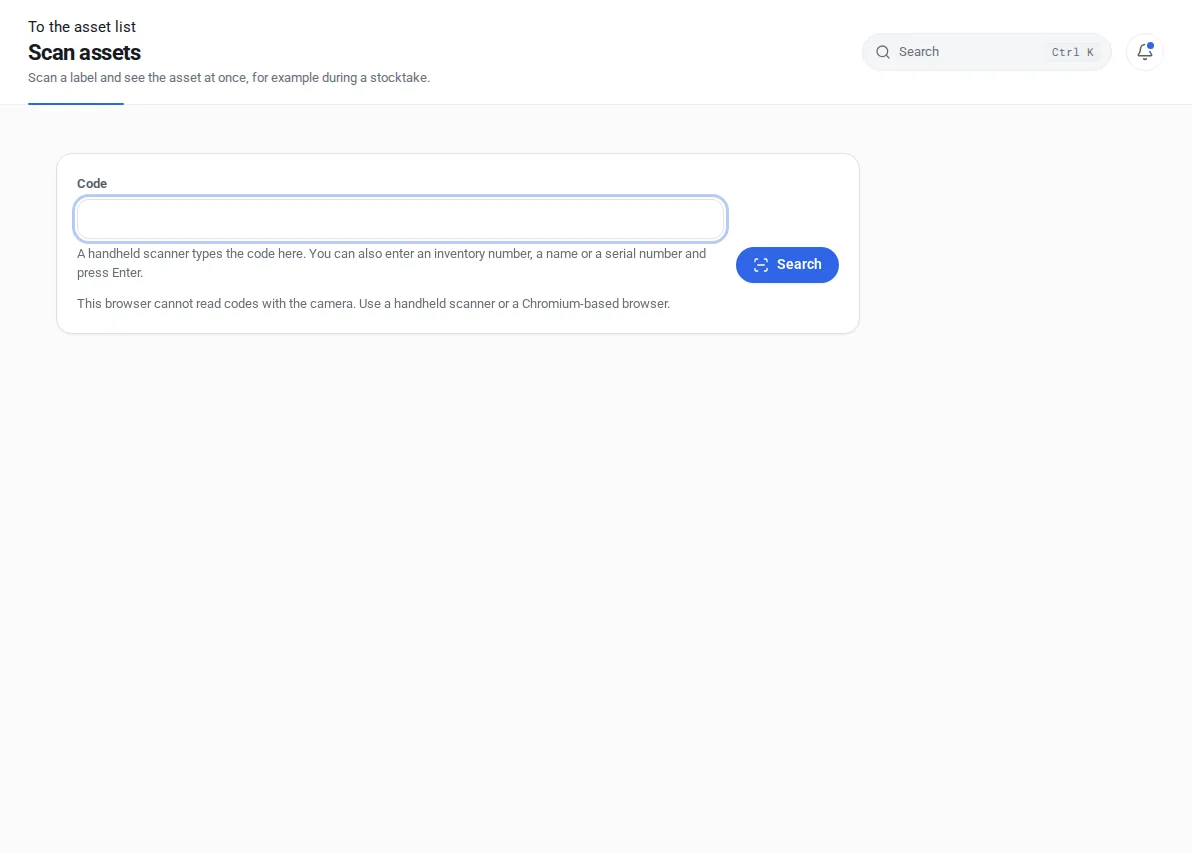 To the asset list
Scan assets
Scan a label and see the asset at once, for example during a stocktake.
Search
Ctrl K
Code
A handheld scanner types the code here. You can also enter an inventory number, a name or a serial number and
press Enter.
Search
This browser cannot read codes with the camera. Use a handheld scanner or a Chromium-based browser.